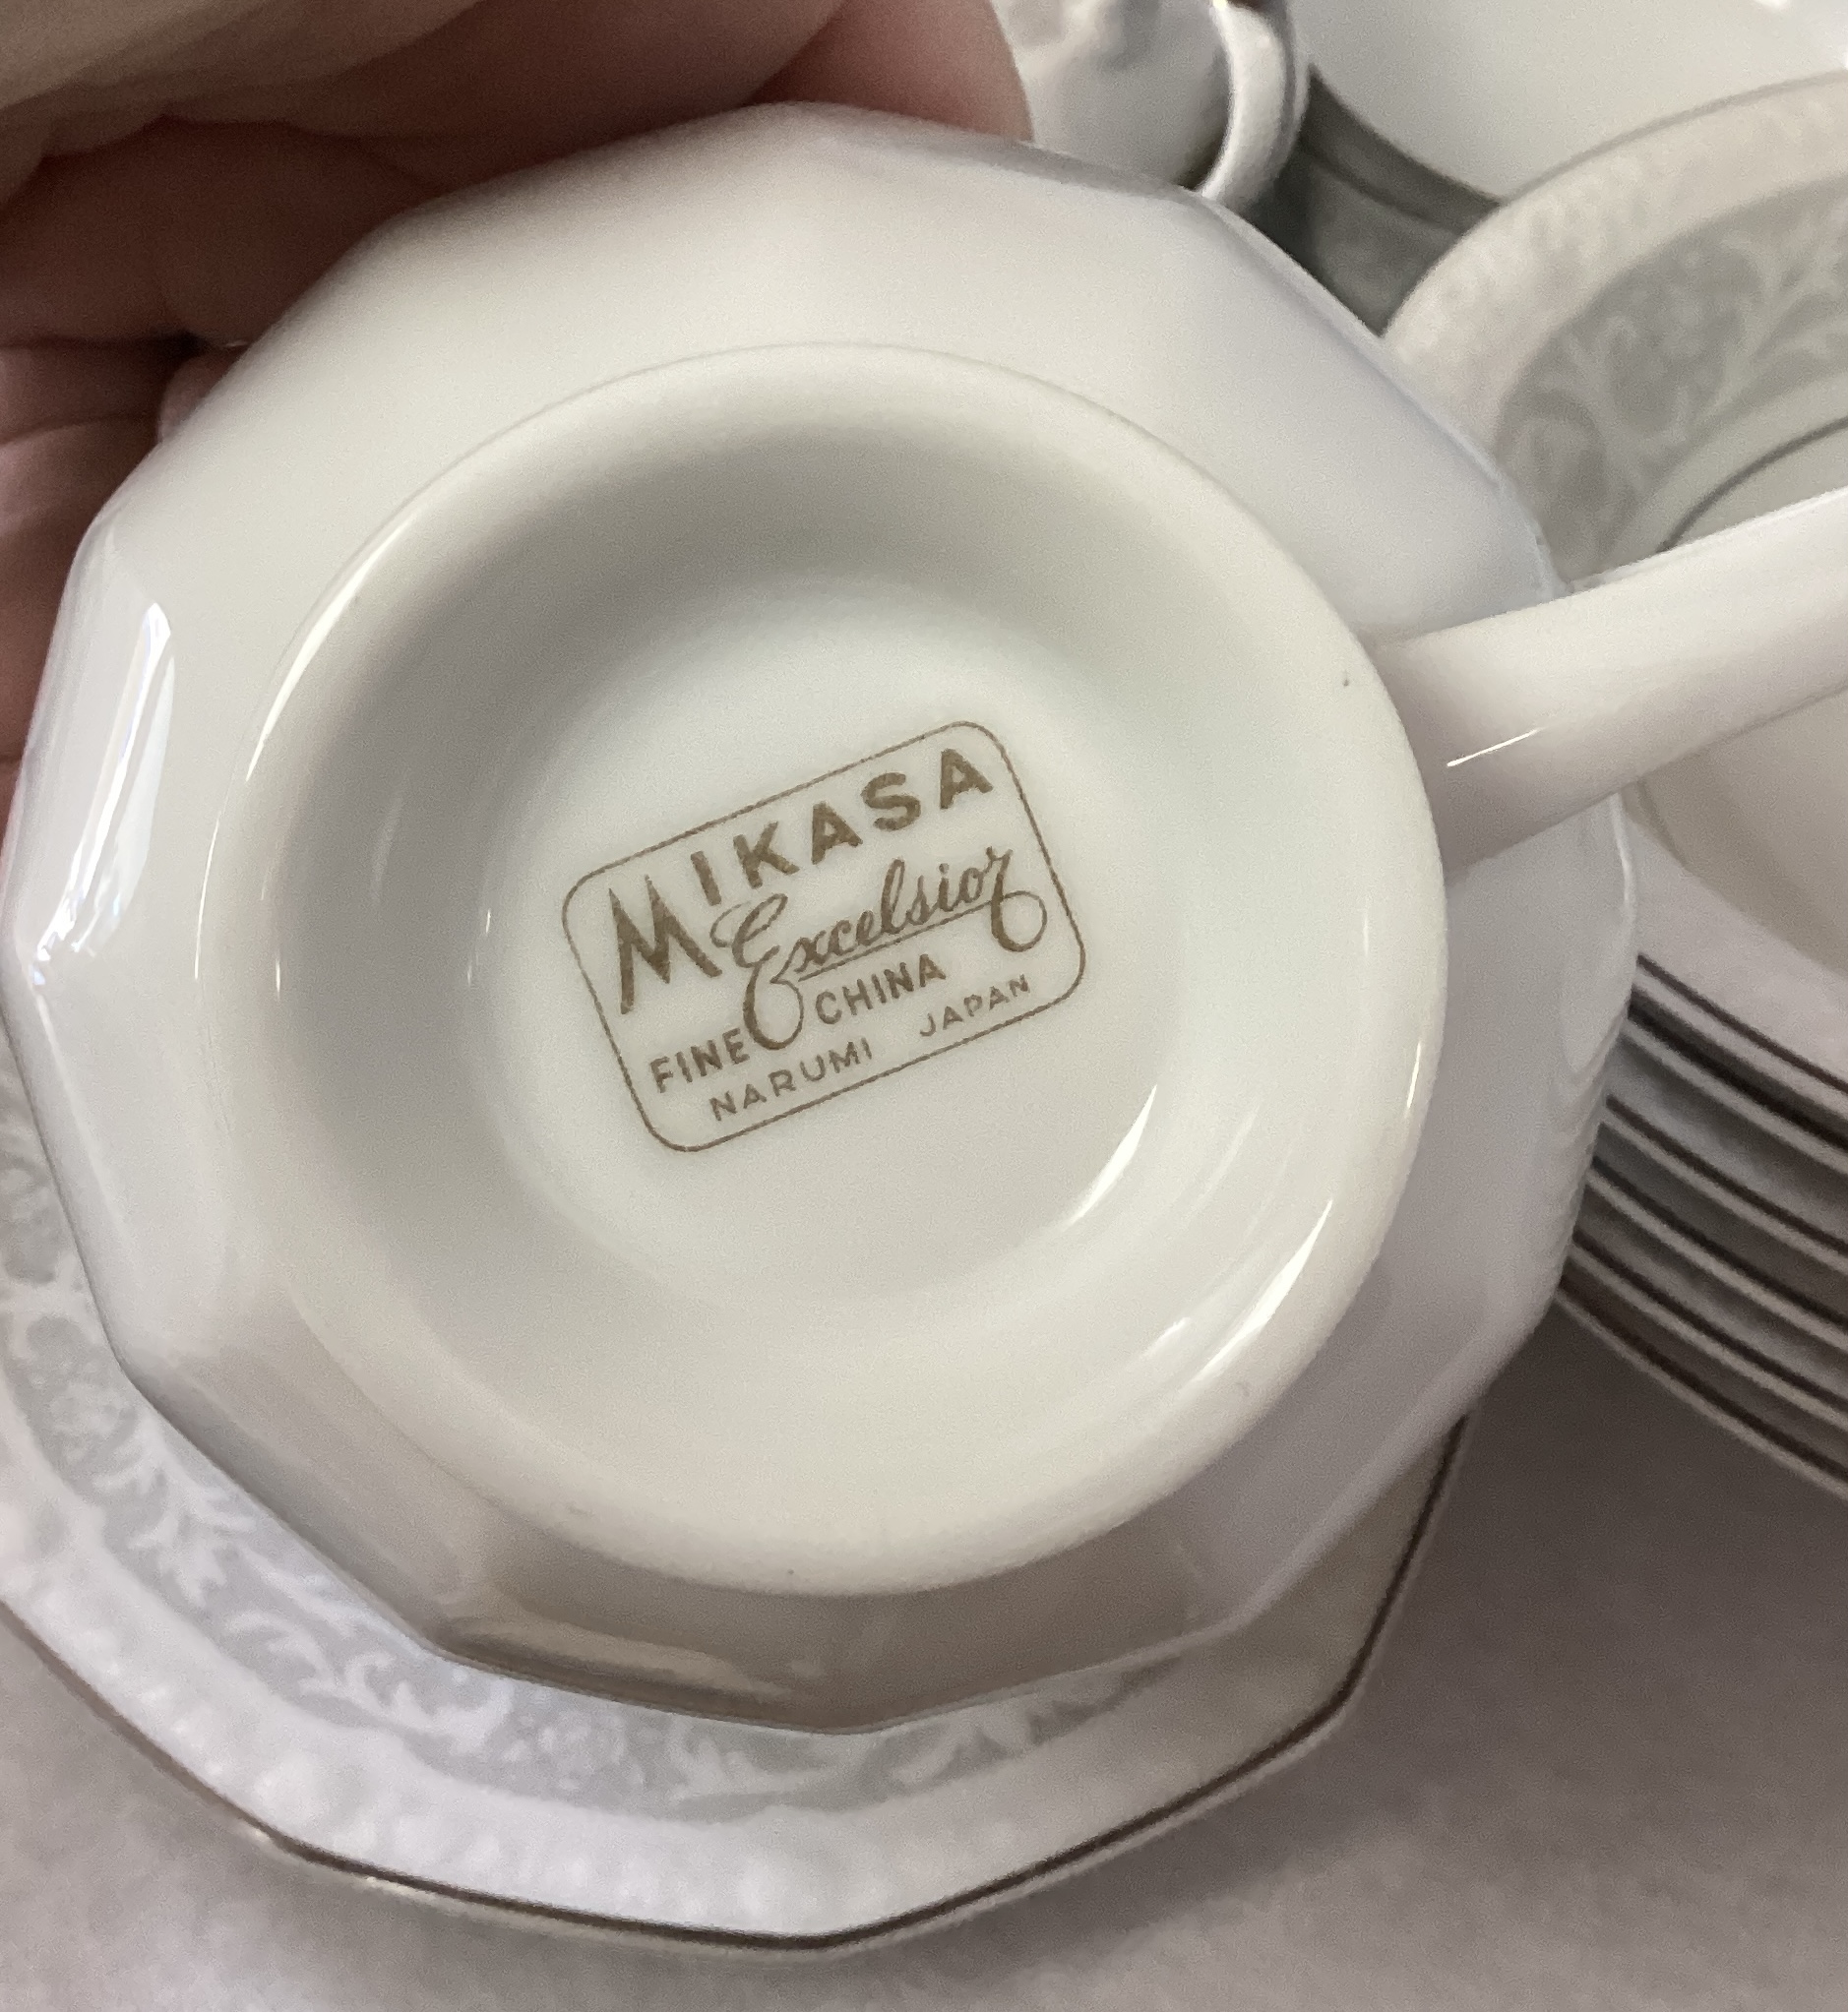 MIKASA
Excelsior
FINE CHINA
NARUMI JAPAN